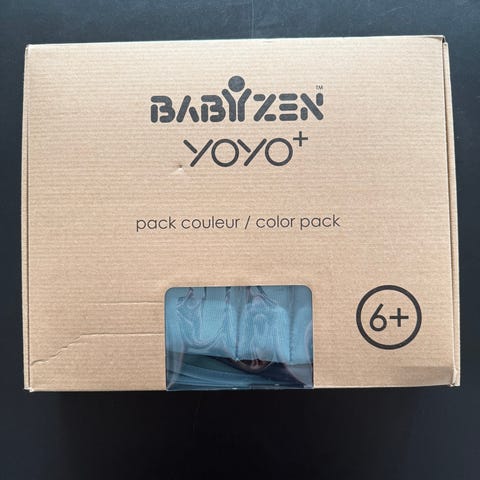 BABYZEN™
YOYO+
pack couleur / color pack
6+